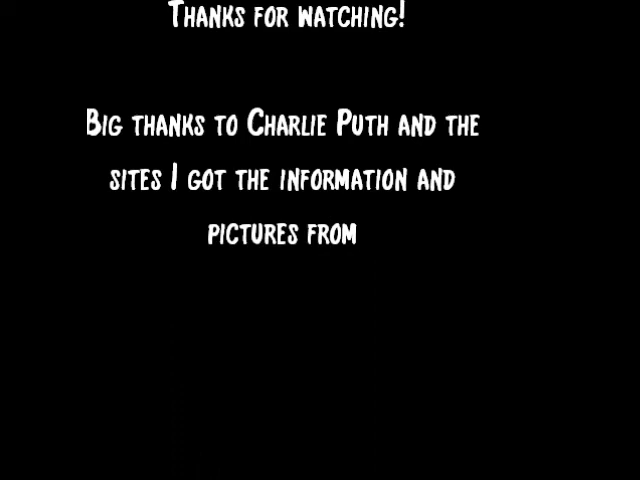 Thanks for watching!
Big thanks to Charlie Puth and the
sites I got the information and
pictures from